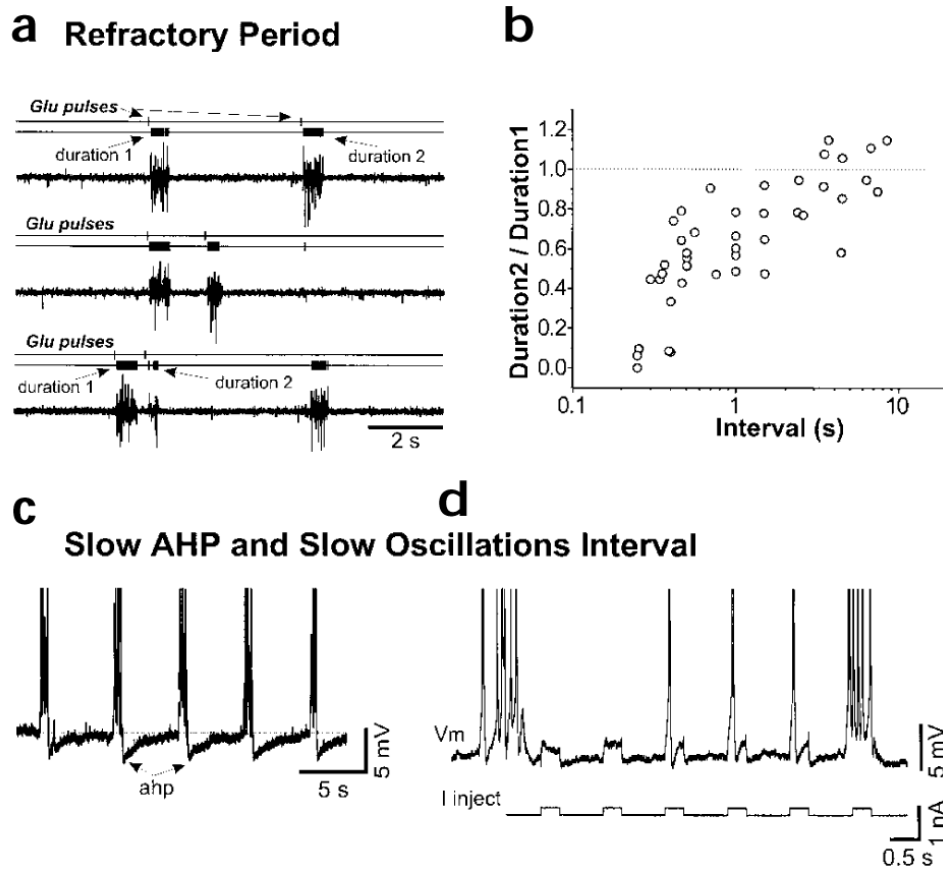 a Refractory Period
Glu pulses
duration 1
duration 2
Glu pulses
Glu pulses
duration 1
duration 2
2 s
b
Duration2 / Duration1
1.2
1.0
0.8
0.6
0.4
0.2
0.0
0.1
1
10
Interval (s)
c
d
Slow AHP and Slow Oscillations Interval
ahp
5 mV
5 s
Vm
5 mV
I inject
1 nA
0.5 s